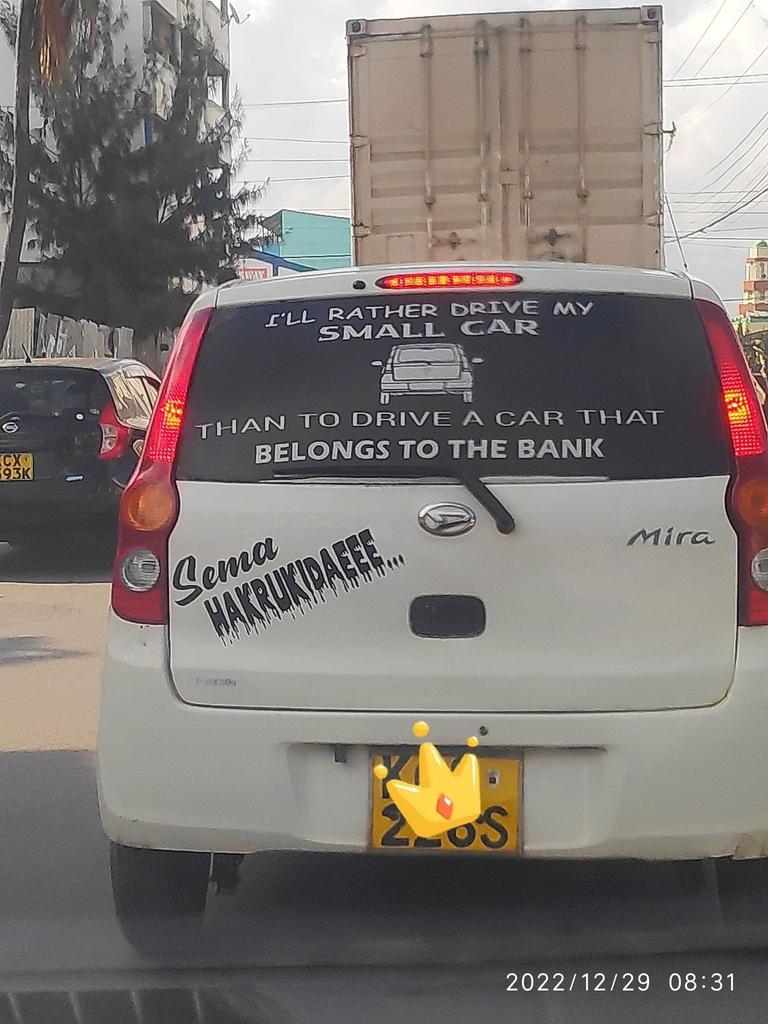 I'LL RATHER DRIVE MY
SMALL CAR
THAN TO DRIVE A CAR THAT
BELONGS TO THE BANK
Mira
Sema
HAKRUKIDAEEE...
2022/12/29 08:31